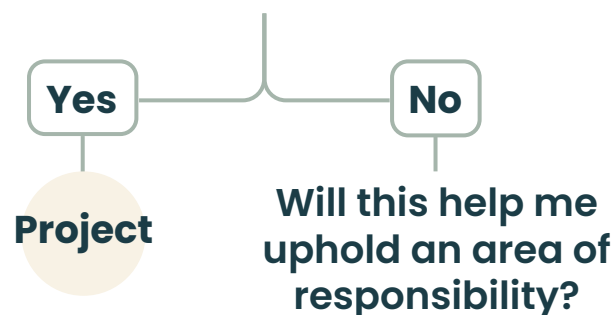 Yes
No
Project
Will this help me
uphold an area of
responsibility?